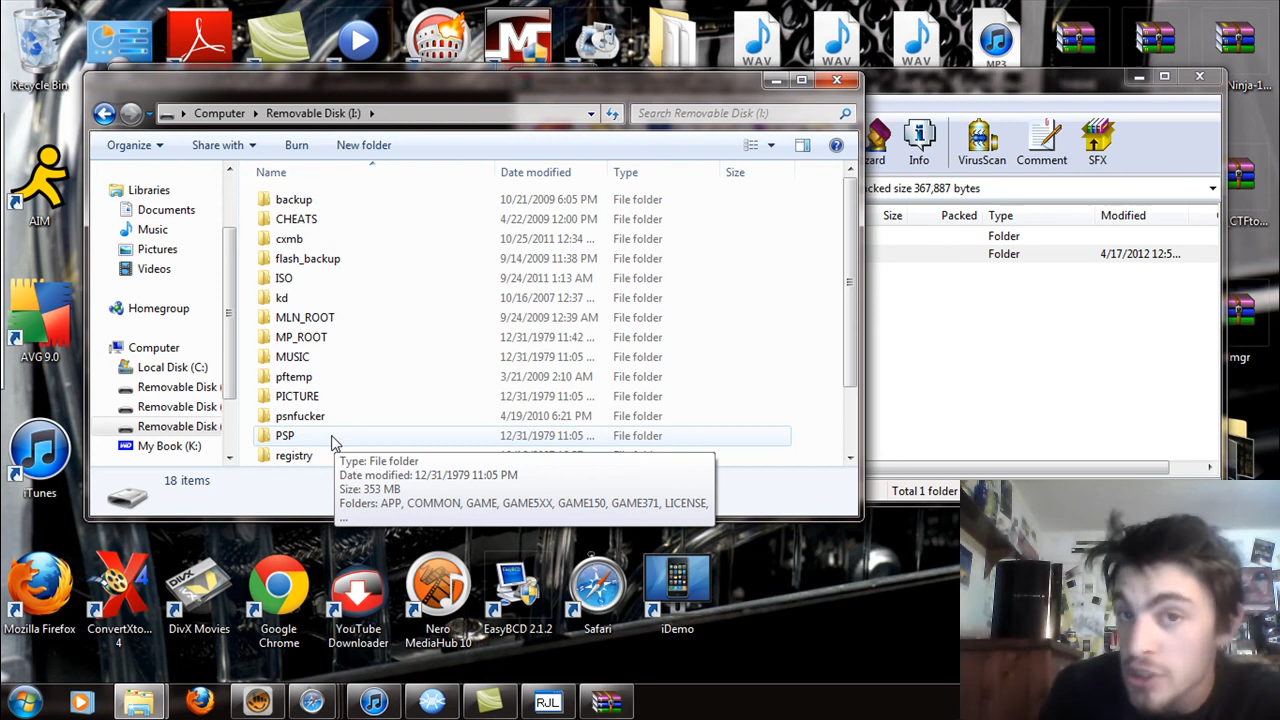 WAV
WAV
WAV
MP3
Recycle Bin
Ninja-1...
Computer
Removable Disk (I:)
Search Removable Disk (I:)
Organize
Share with
Burn
New folder
zard
Info
VirusScan
Comment
SFX
Name
Date modified
Type
Size
cked size 367,887 bytes
Size
Packed
Type
Modified
Folder
Folder
4/17/2012 12:5...
CTFto...
mgr
AIM
AVG 9.0
iTunes
Libraries
Documents
Music
Pictures
Videos
Homegroup
Computer
Local Disk (C:)
Removable Disk (
Removable Disk (
Removable Disk (
My Book (K:)
backup 10/21/2009 6:05 PM File folder
CHEATS 4/22/2009 12:00 PM File folder
cxmb 10/25/2011 12:34 ... File folder
flash_backup 9/14/2009 11:38 PM File folder
ISO 9/24/2011 1:13 AM File folder
kd 10/16/2007 12:37 ... File folder
MLN_ROOT 9/24/2009 12:39 AM File folder
MP_ROOT 12/31/1979 11:42 ... File folder
MUSIC 12/31/1979 11:05 ... File folder
pftemp 3/21/2009 2:10 AM File folder
PICTURE 12/31/1979 11:05 ... File folder
psnfucker 4/19/2010 6:21 PM File folder
PSP 12/31/1979 11:05 ... File folder
registry
Type: File folder
Date modified: 12/31/1979 11:05 PM
Size: 353 MB
Folders: APP, COMMON, GAME, GAME5XX, GAME150, GAME371, LICENSE,
...
18 items
Total 1 folder
Mozilla Firefox
ConvertXto...
4
DivX Movies
Google
Chrome
YouTube
Downloader
Nero
MediaHub 10
EasyBCD 2.1.2
Safari
iDemo
RJL